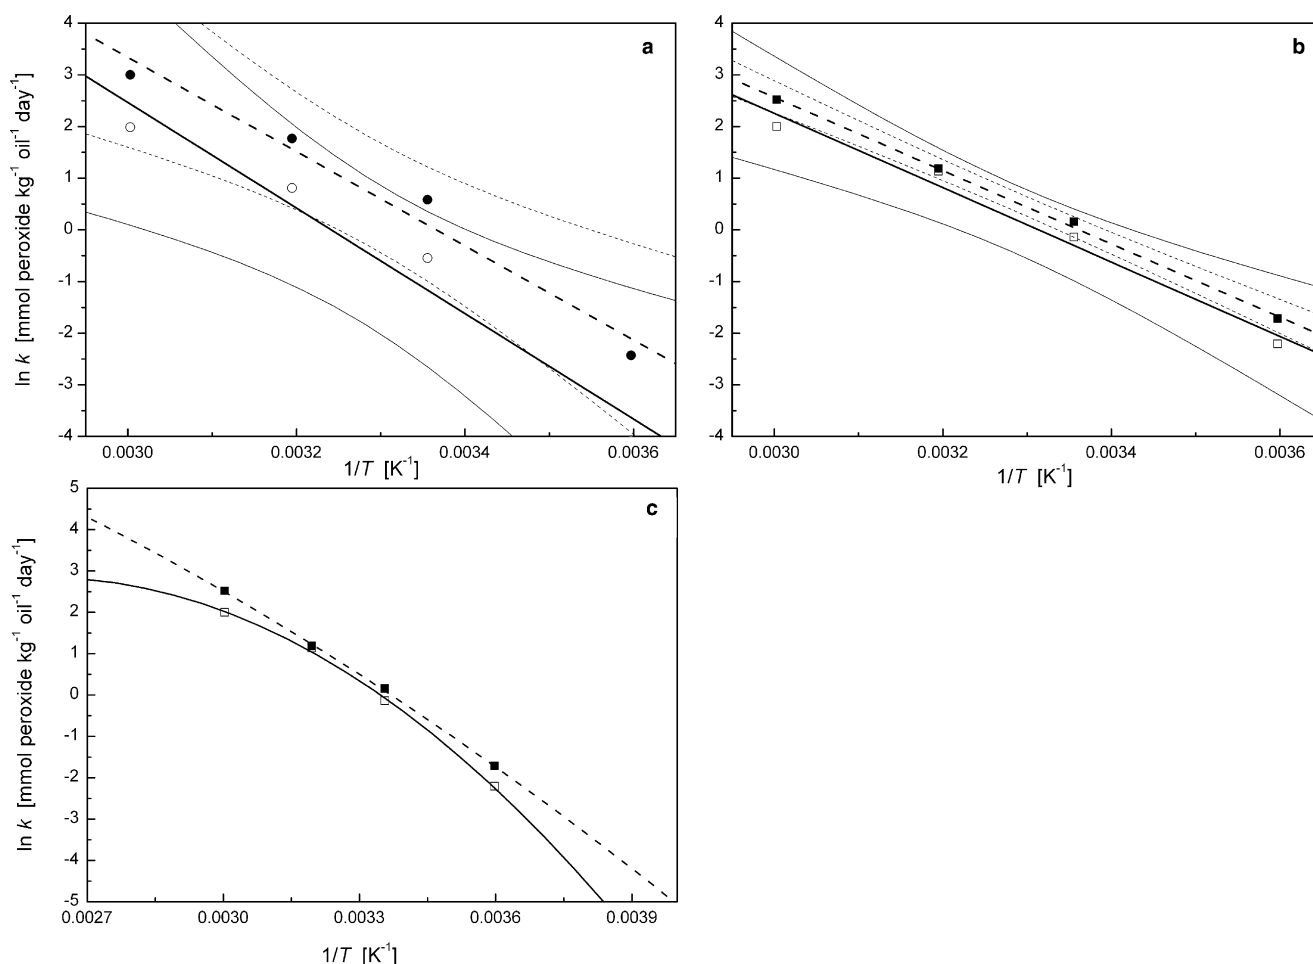 a
4
3
2
1
0
-1
-2
-3
-4
ln k [mmol peroxide kg⁻¹ oil⁻¹ day⁻¹]
0.0030 0.0032 0.0034 0.0036
1/T [K⁻¹]
b
4
3
2
1
0
-1
-2
-3
-4
0.0030 0.0032 0.0034 0.0036
1/T [K⁻¹]
c
5
4
3
2
1
0
-1
-2
-3
-4
-5
ln k [mmol peroxide kg⁻¹ oil⁻¹ day⁻¹]
0.0027 0.0030 0.0033 0.0036 0.0039
1/T [K⁻¹]